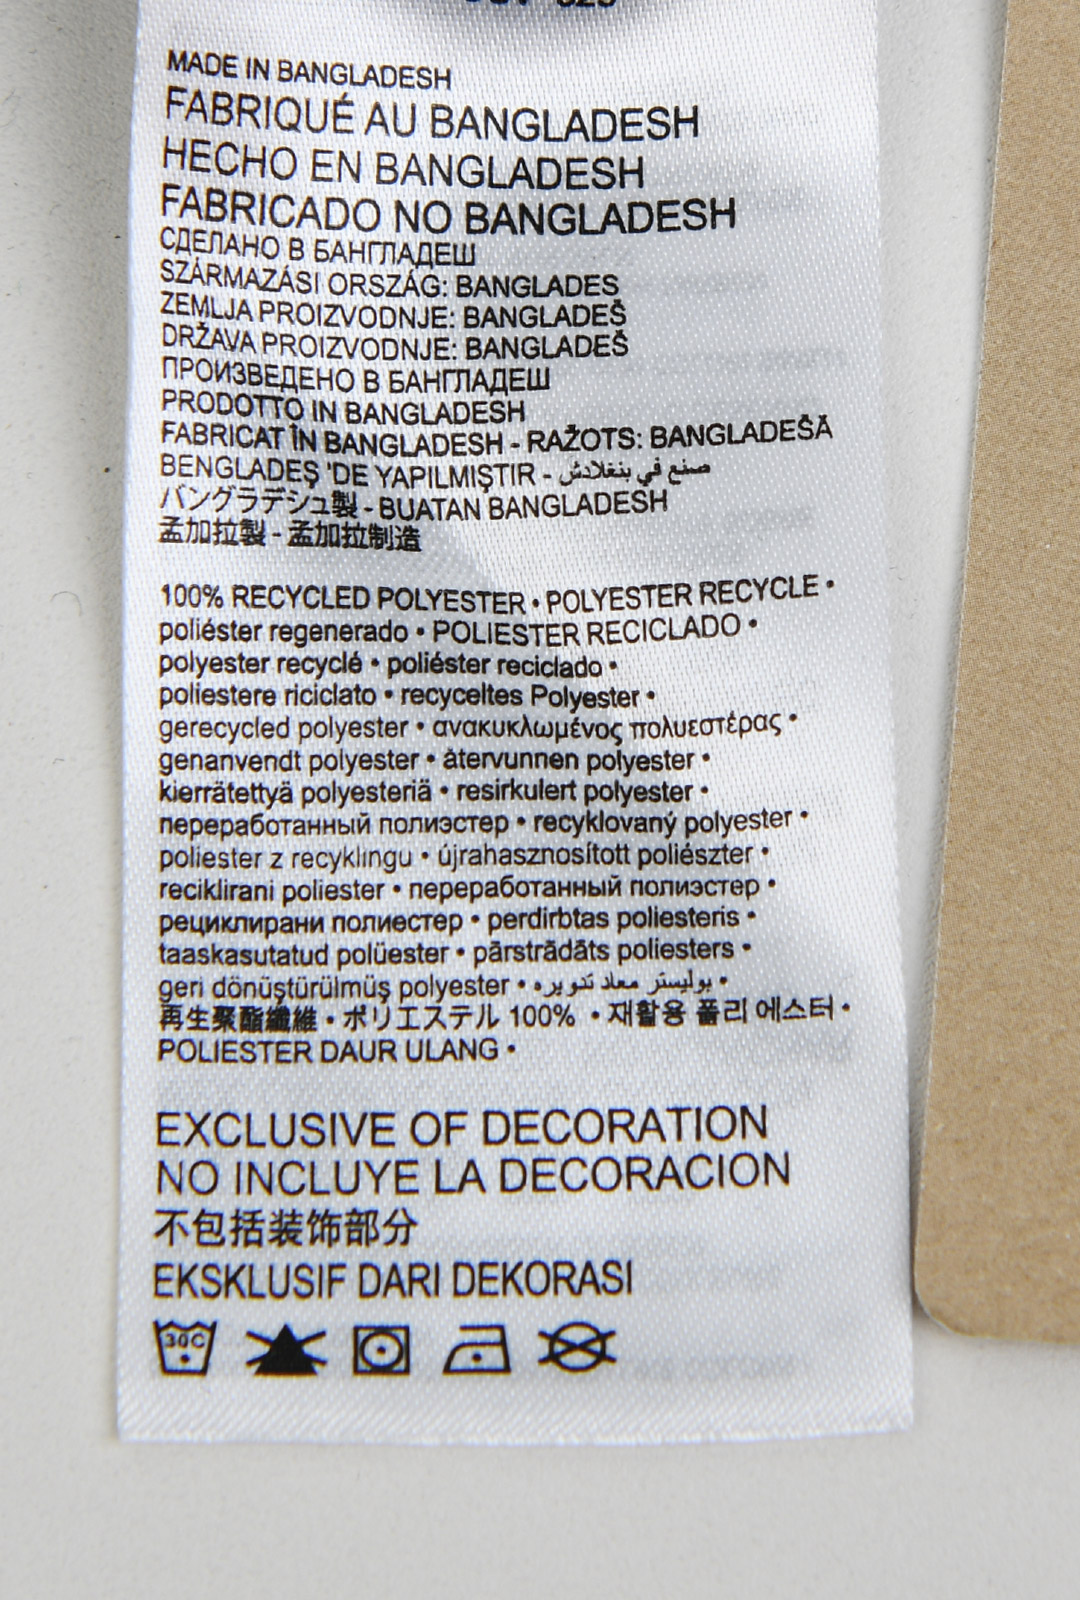 MADE IN BANGLADESH
FABRIQUÉ AU BANGLADESH
HECHO EN BANGLADESH
FABRICADO NO BANGLADESH
СДЕЛАНО В БАНГЛАДЕШ
SZÁRMAZÁSI ORSZÁG: BANGLADES
ZEMLJA PROIZVODNJE: BANGLADEŠ
DRŽAVA PROIZVODNJE: BANGLADEŠ
ПРОИЗВЕДЕНО В БАНГЛАДЕШ
PRODOTTO IN BANGLADESH
FABRICAT ÎN BANGLADESH - RAŽOTS: BANGLADEŠĀ
BENGLADEŞ 'DE YAPILMIŞTIR - صنع في بنغلادش
バングラデシュ製 - BUATAN BANGLADESH
孟加拉製 - 孟加拉制造
100% RECYCLED POLYESTER • POLYESTER RECYCLE •
poliéster regenerado • POLIESTER RECICLADO •
polyester recyclé • poliéster reciclado •
poliestere riciclato • recyceltes Polyester •
gerecycled polyester • ανακυκλωμένος πολυεστέρας •
genanvendt polyester • återvunnen polyester •
kierrätettyä polyesteriä • resirkulert polyester •
переработанный полиэстер • recyklovaný polyester •
poliester z recyklingu • újrahasznosított poliészter •
reciklirani poliester • переработанный полиэстер •
рециклирани полиестер • perdirbtas poliesteris •
taaskasutatud polüester • pārstrādāts poliesters •
geri dönüştürülmüş polyester • بوليستر معاد تدويره •
再生聚酯纖維 • ポリエステル 100% • 재활용 폴리 에스터 •
POLIESTER DAUR ULANG •
EXCLUSIVE OF DECORATION
NO INCLUYE LA DECORACION
不包括装饰部分
EKSKLUSIF DARI DEKORASI
30C